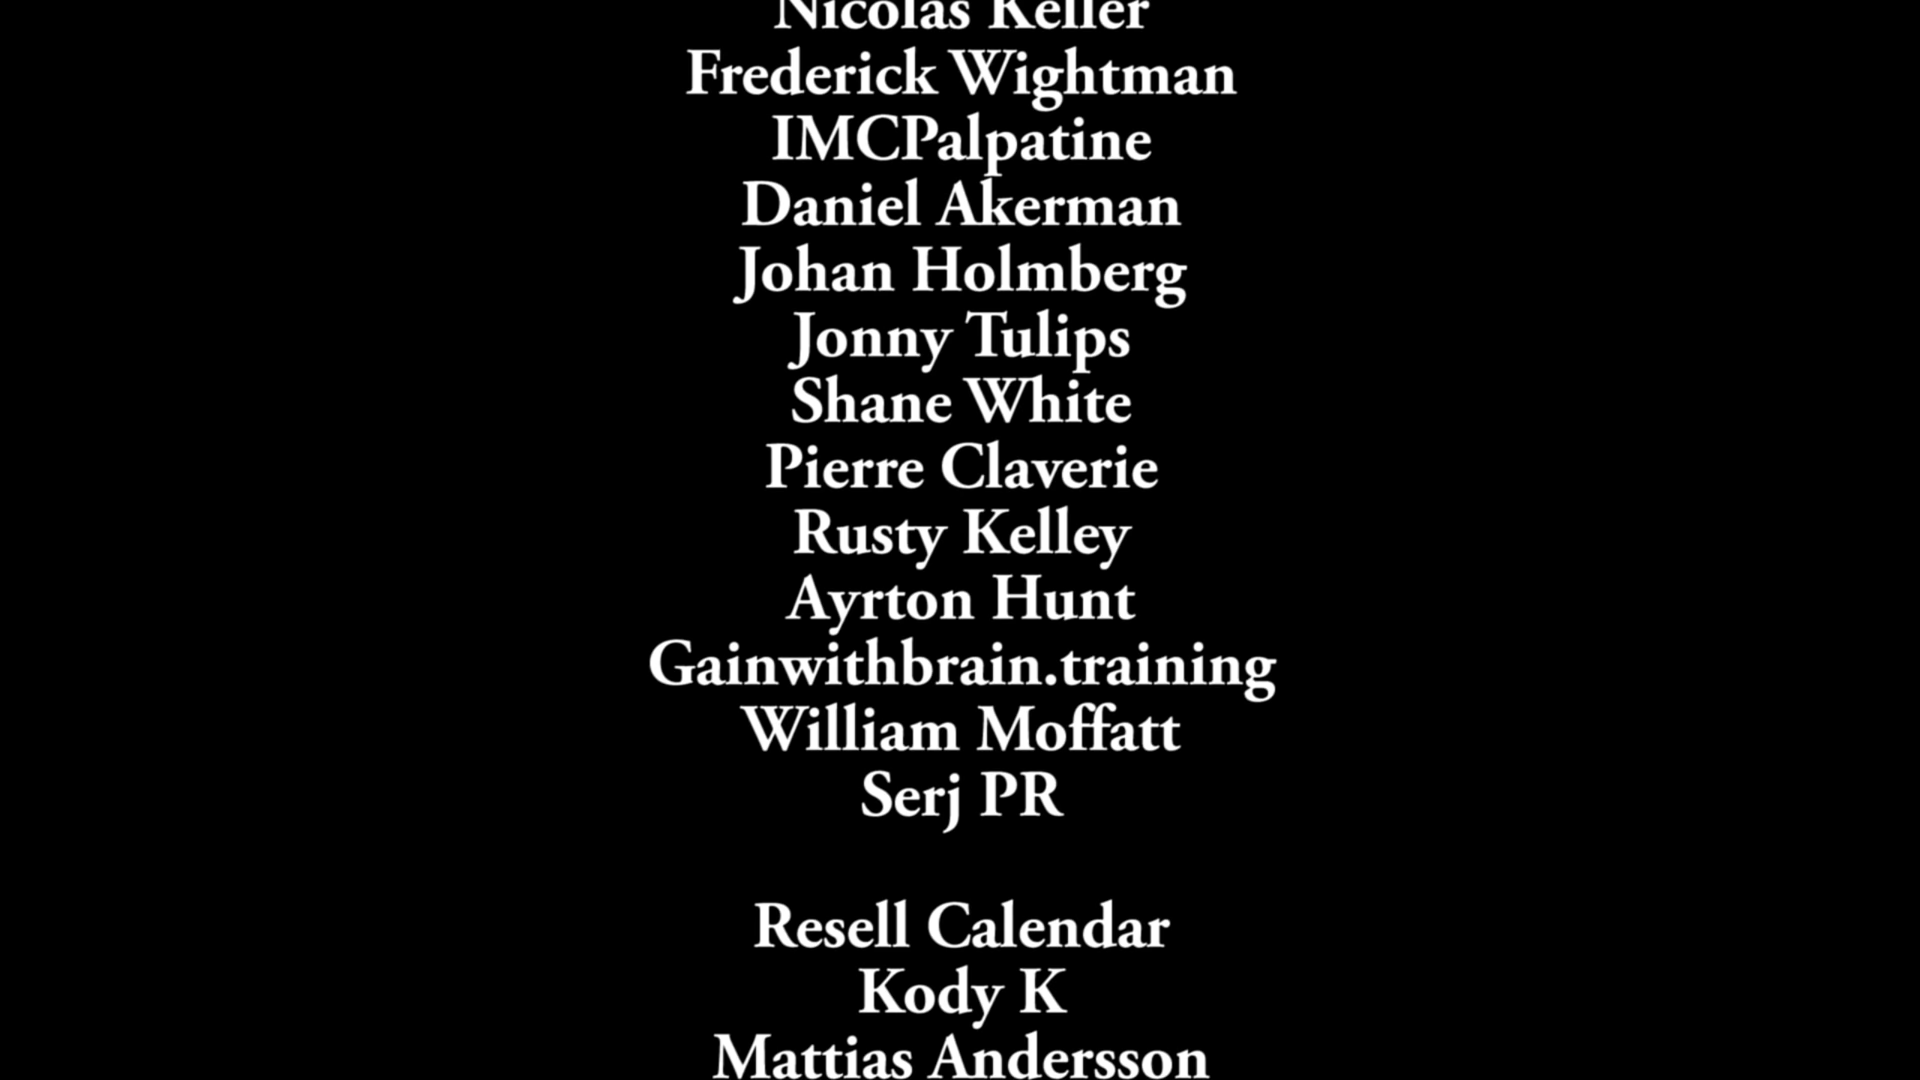 Nicolas Keller
Frederick Wightman
IMCPalpatine
Daniel Akerman
Johan Holmberg
Jonny Tulips
Shane White
Pierre Claverie
Rusty Kelley
Ayrton Hunt
Gainwithbrain.training
William Moffatt
Serj PR
Resell Calendar
Kody K
Mattias Andersson